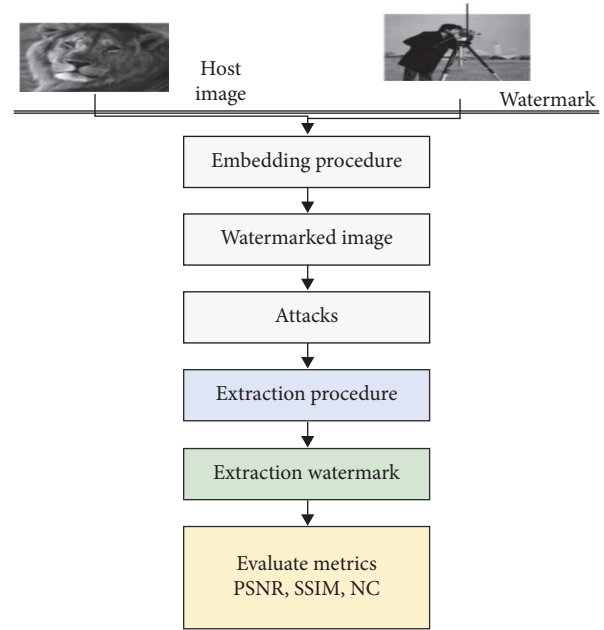 Host
image
Watermark
Embedding procedure
Watermarked image
Attacks
Extraction procedure
Extraction watermark
Evaluate metrics
PSNR, SSIM, NC